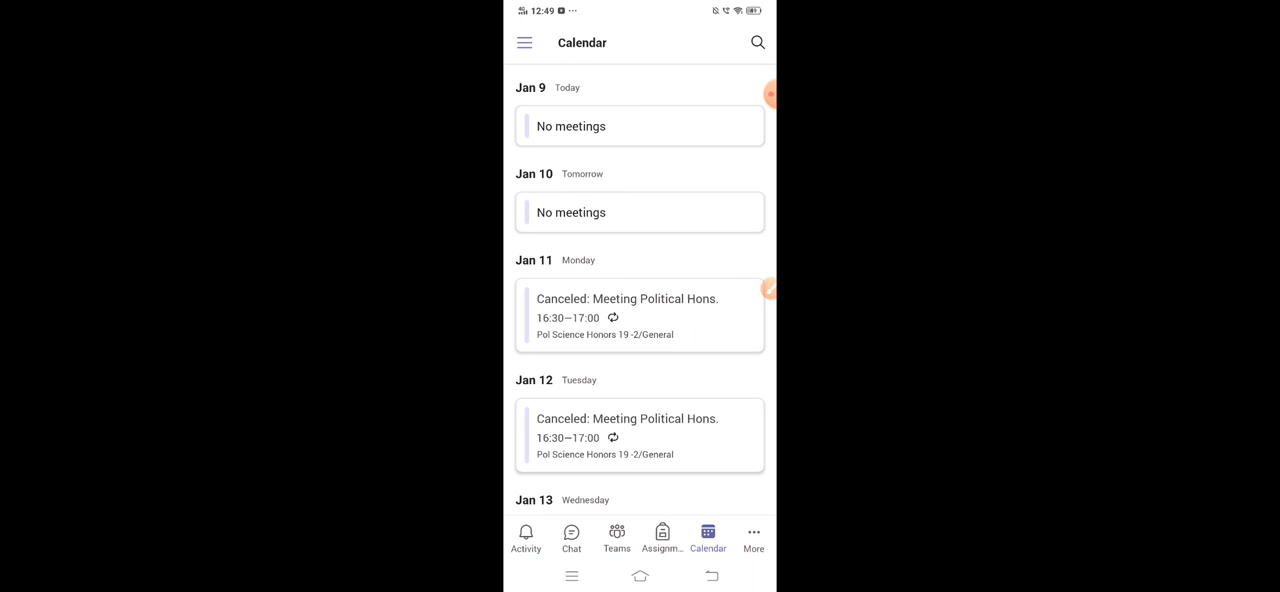 12:49
Calendar
Jan 9 Today
No meetings
Jan 10 Tomorrow
No meetings
Jan 11 Monday
Canceled: Meeting Political Hons.
16:30—17:00
Pol Science Honors 19 -2/General
Jan 12 Tuesday
Canceled: Meeting Political Hons.
16:30—17:00
Pol Science Honors 19 -2/General
Jan 13 Wednesday
Activity Chat Teams Assignm... Calendar More